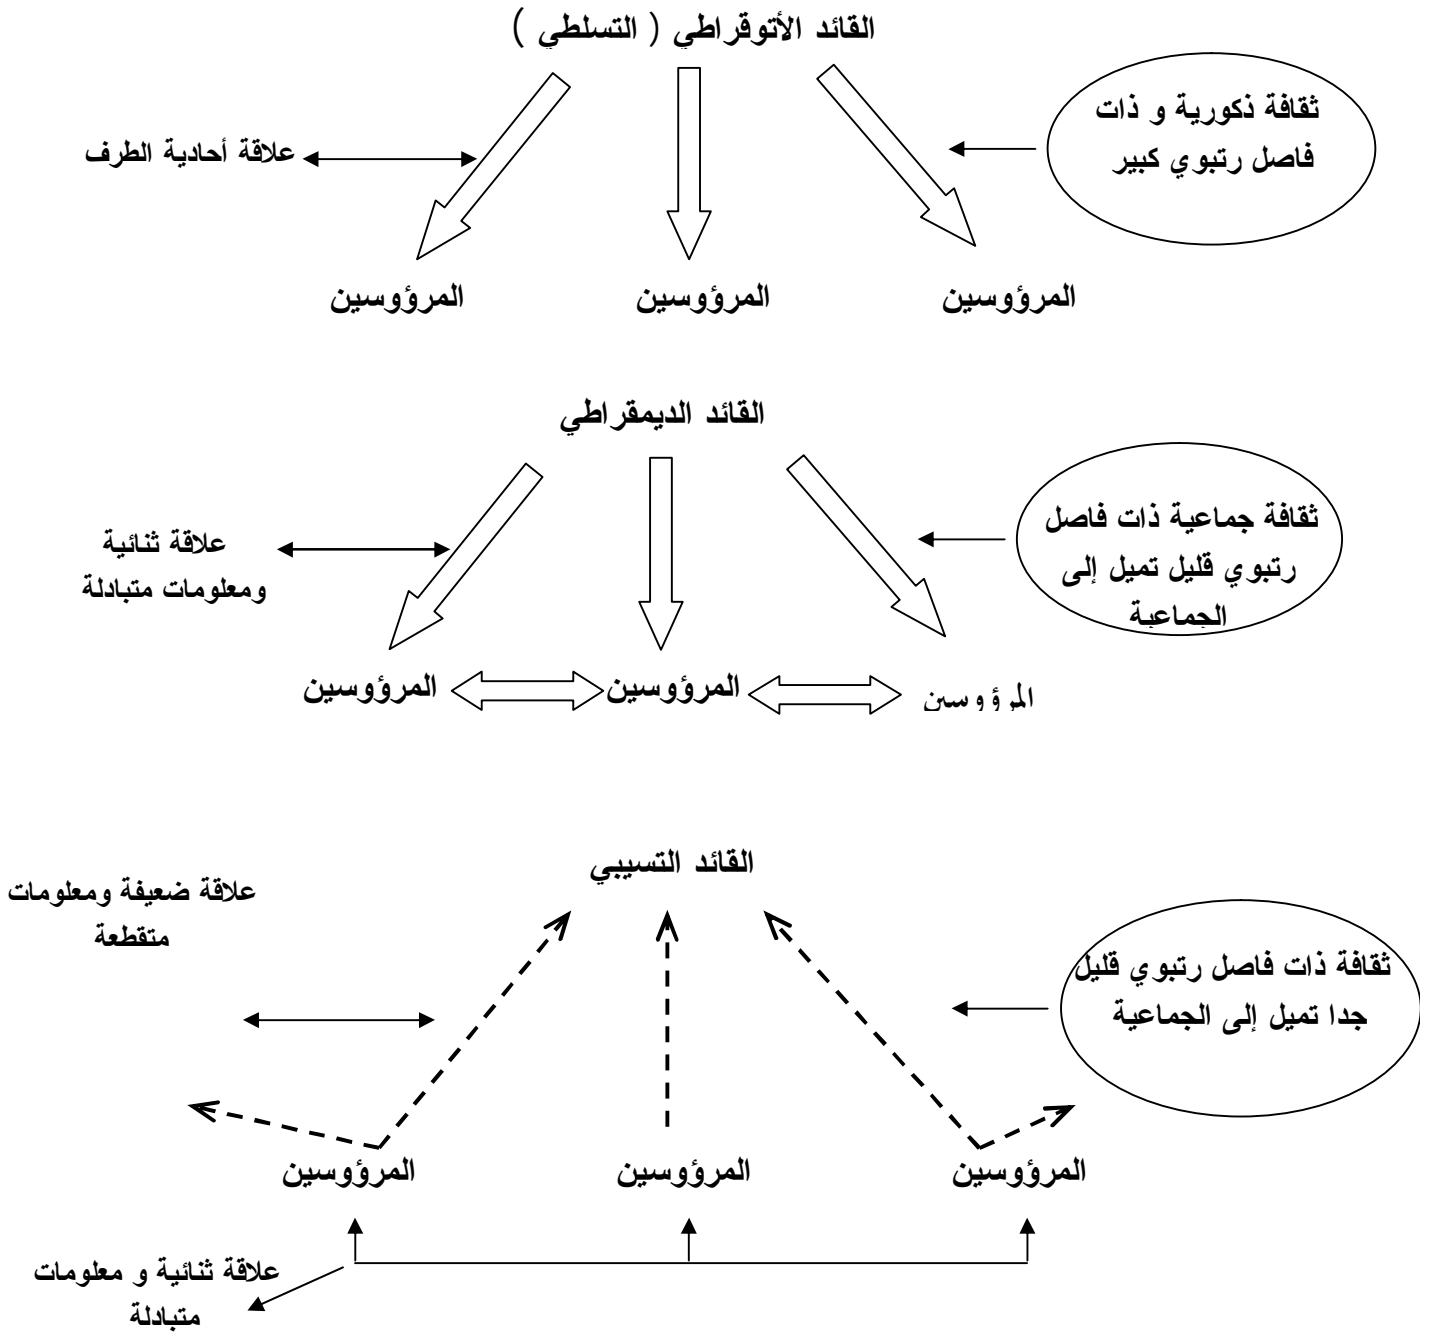 القائد الأتوقراطي ( التسلطي )
ثقافة ذكورية و ذات
فاصل رتبوي كبير
علاقة أحادية الطرف
المرؤوسين
المرؤوسين
المرؤوسين
القائد الديمقراطي
ثقافة جماعية ذات فاصل
رتبوي قليل تميل إلى
الجماعية
علاقة ثنائية
ومعلومات متبادلة
المرؤوسين
المرؤوسين
المرؤوسين
القائد التسيبي
علاقة ضعيفة ومعلومات
متقطعة
ثقافة ذات فاصل رتبوي قليل
جدا تميل إلى الجماعية
المرؤوسين
المرؤوسين
المرؤوسين
علاقة ثنائية و معلومات
متبادلة